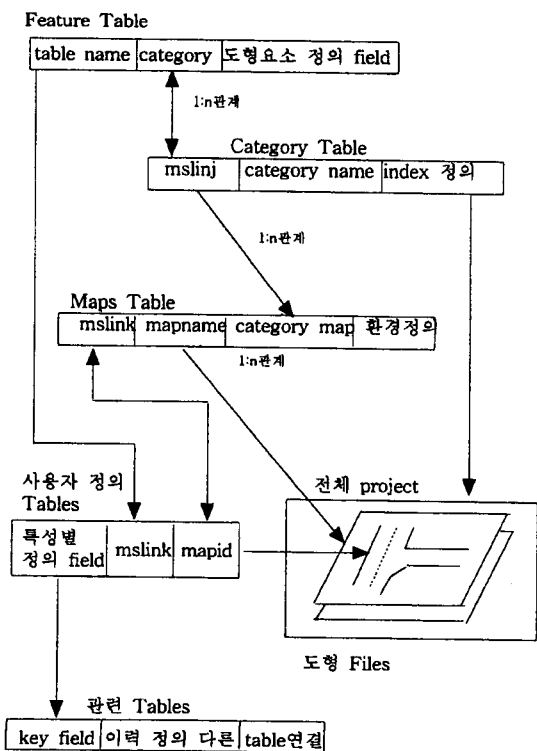 Feature Table
table name category 도형요소 정의 field
1:n관계
Category Table
mslinj category name index 정의
1:n관계
Maps Table
mslink mapname category map 환경정의
1:n관계
사용자 정의
Tables
전체 project
특성별
정의 field mslink mapid
도형 Files
관련 Tables
key field 이력 정의 다른 table연결